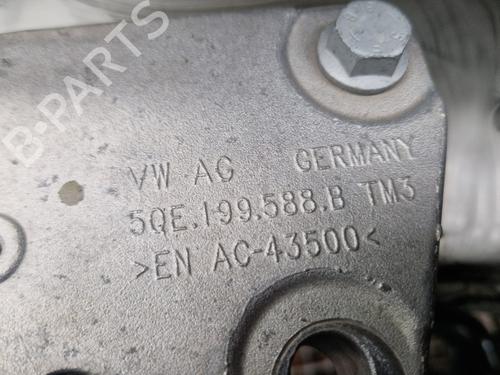 B-PARTS
VW AG GERMANY
5QE.199.588.B TM3
>EN AC-43500<